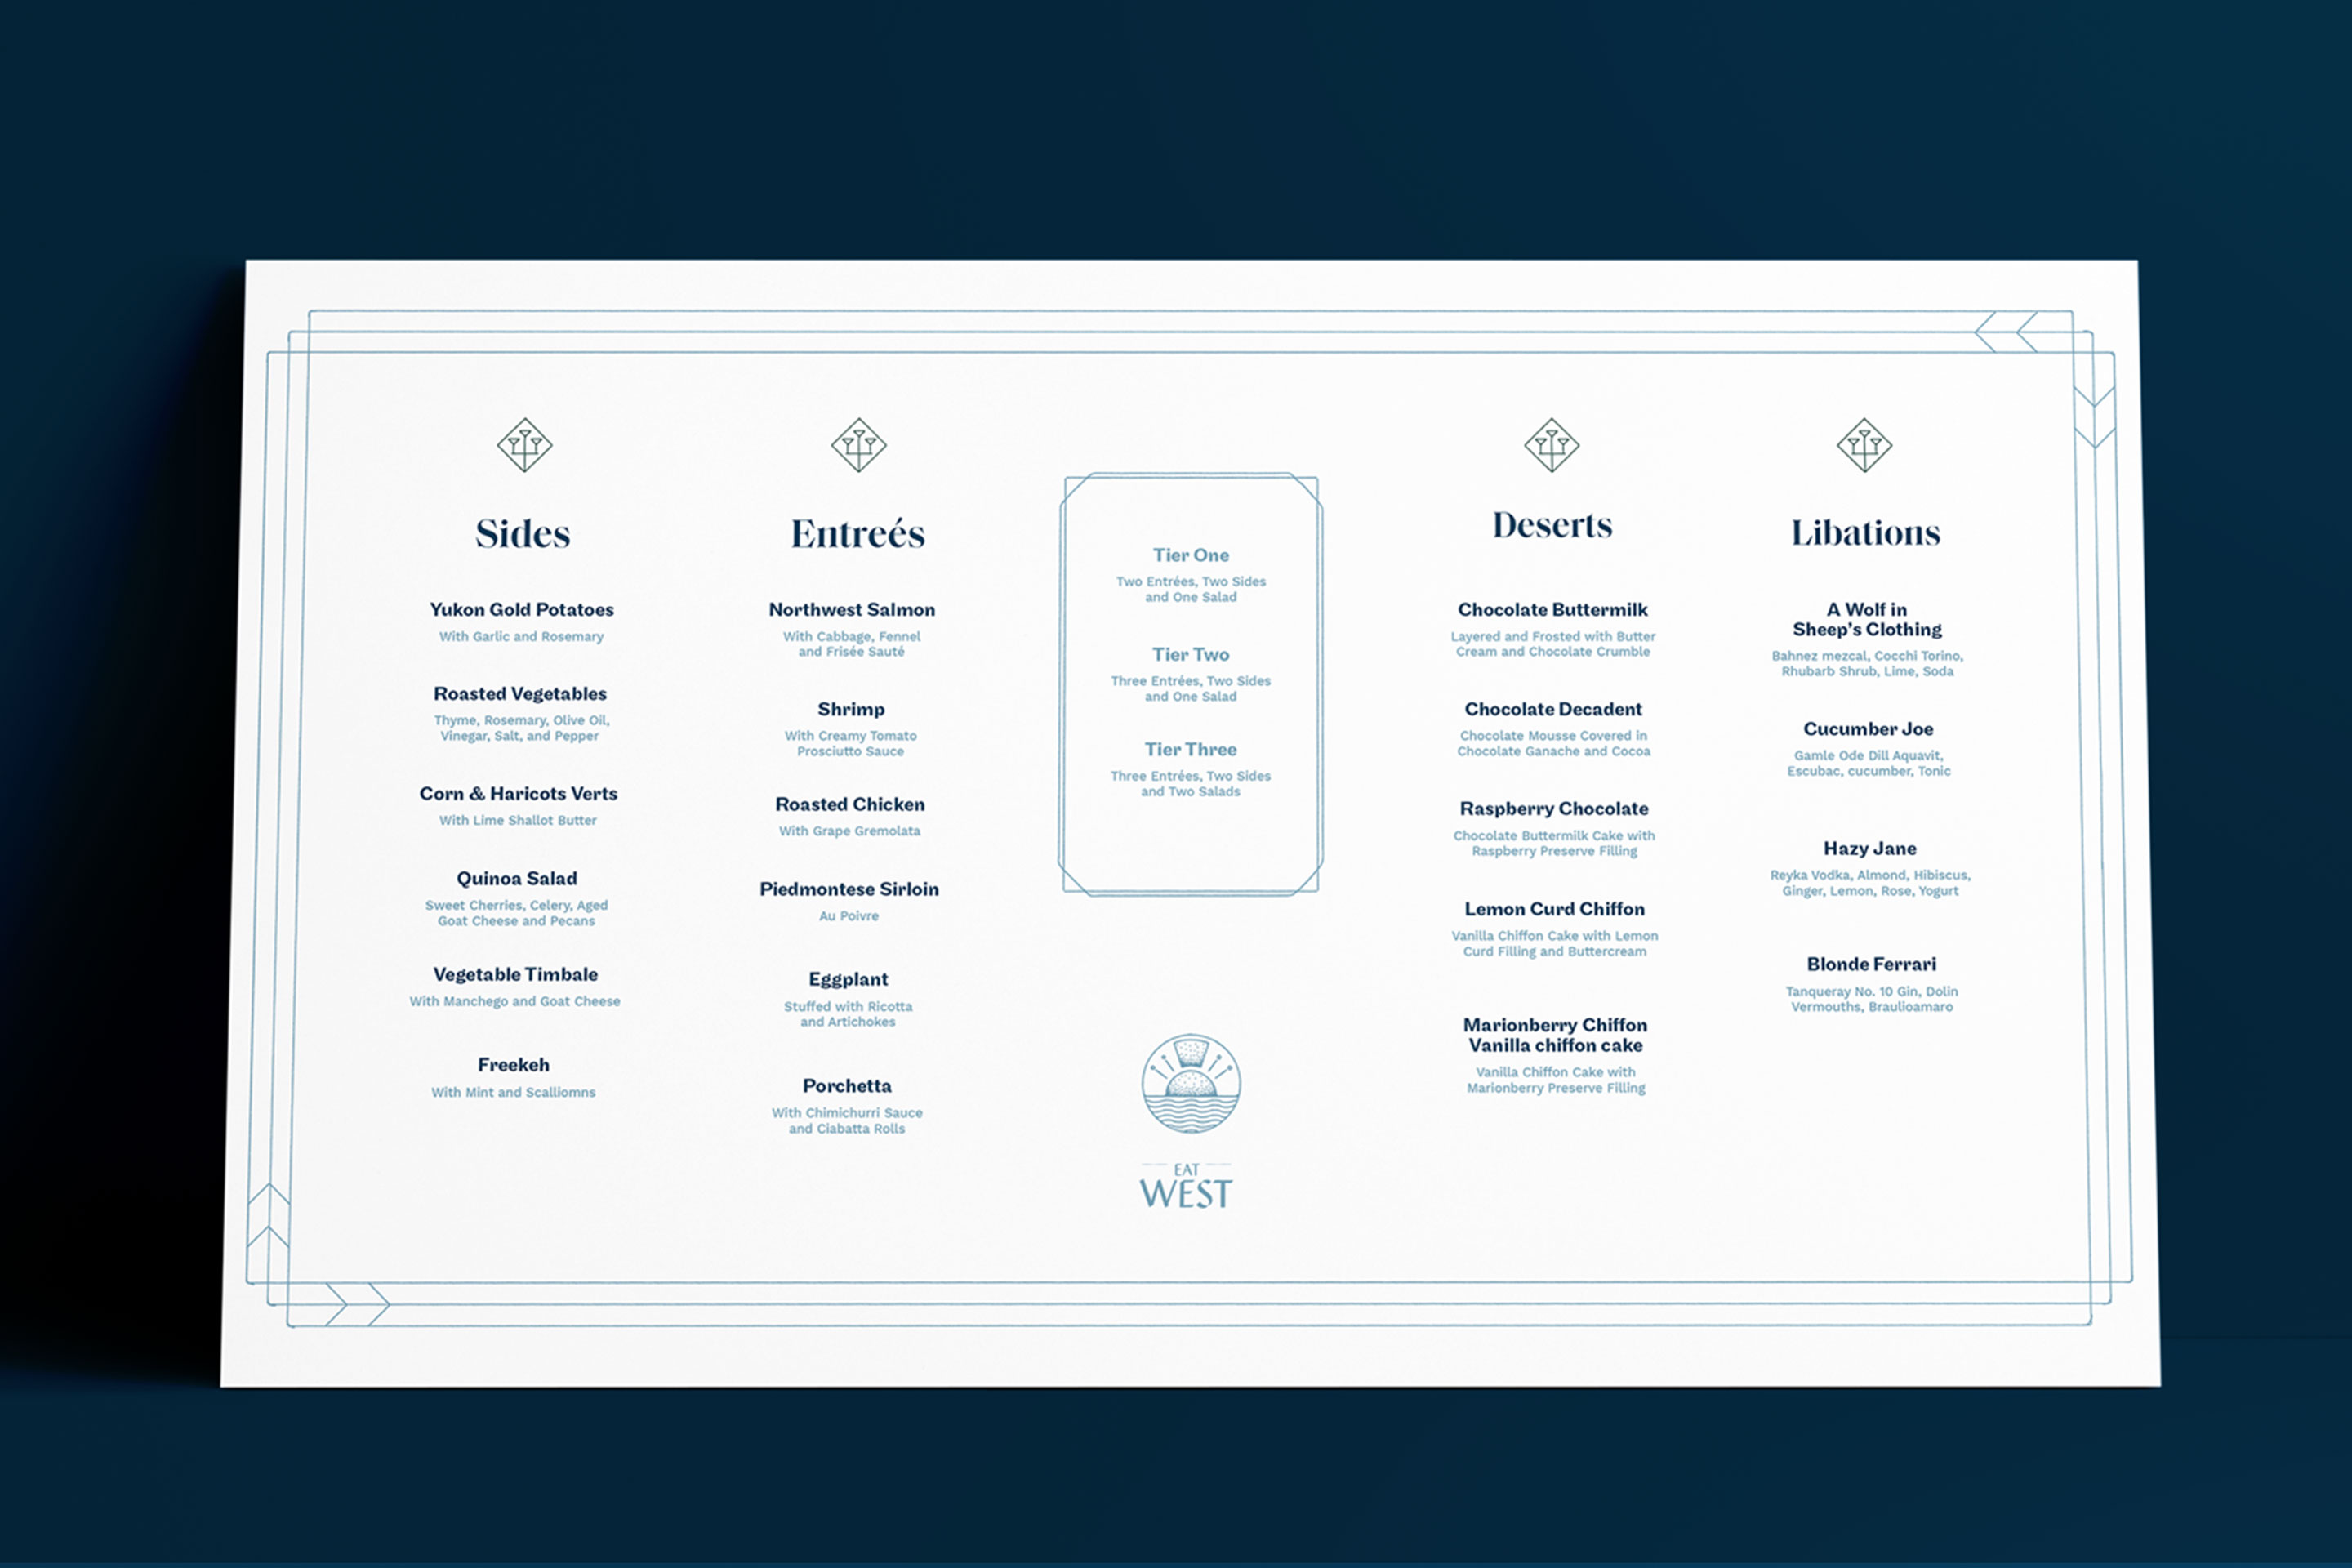 Sides
Yukon Gold Potatoes
With Garlic and Rosemary
Roasted Vegetables
Thyme, Rosemary, Olive Oil,
Vinegar, Salt, and Pepper
Corn & Haricots Verts
With Lime Shallot Butter
Quinoa Salad
Sweet Cherries, Celery, Aged
Goat Cheese and Pecans
Vegetable Timbale
With Manchego and Goat Cheese
Freekeh
With Mint and Scalliomns
Entreés
Northwest Salmon
With Cabbage, Fennel
and Frisée Sauté
Shrimp
With Creamy Tomato
Prosciutto Sauce
Roasted Chicken
With Grape Gremolata
Piedmontese Sirloin
Au Poivre
Eggplant
Stuffed with Ricotta
and Artichokes
Porchetta
With Chimichurri Sauce
and Ciabatta Rolls
Tier One
Two Entrées, Two Sides
and One Salad
Tier Two
Three Entrées, Two Sides
and One Salad
Tier Three
Three Entrées, Two Sides
and Two Salads
EAT
WEST
Deserts
Chocolate Buttermilk
Layered and Frosted with Butter
Cream and Chocolate Crumble
Chocolate Decadent
Chocolate Mousse Covered in
Chocolate Ganache and Cocoa
Raspberry Chocolate
Chocolate Buttermilk Cake with
Raspberry Preserve Filling
Lemon Curd Chiffon
Vanilla Chiffon Cake with Lemon
Curd Filling and Buttercream
Marionberry Chiffon
Vanilla chiffon cake
Vanilla Chiffon Cake with
Marionberry Preserve Filling
Libations
A Wolf in
Sheep's Clothing
Bahnez mezcal, Cocchi Torino,
Rhubarb Shrub, Lime, Soda
Cucumber Joe
Gamle Ode Dill Aquavit,
Escubac, cucumber, Tonic
Hazy Jane
Reyka Vodka, Almond, Hibiscus,
Ginger, Lemon, Rose, Yogurt
Blonde Ferrari
Tanqueray No. 10 Gin, Dolin
Vermouths, Braulioamaro